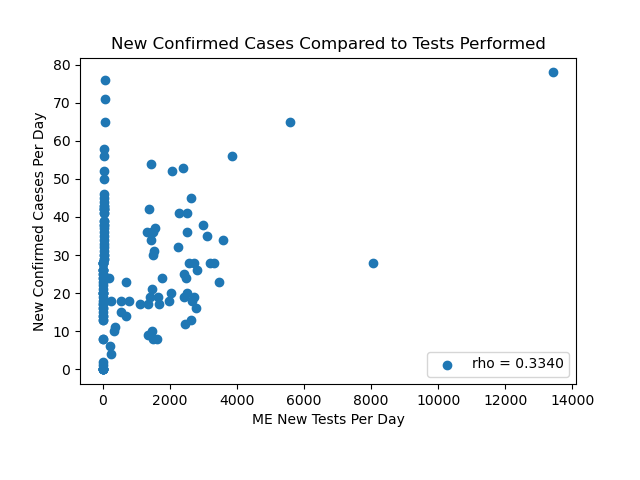 New Confirmed Cases Compared to Tests Performed
New Confirmed Caeses Per Day
80
70
60
50
40
30
20
10
0
0 2000 4000 6000 8000 10000 12000 14000
ME New Tests Per Day
rho = 0.3340